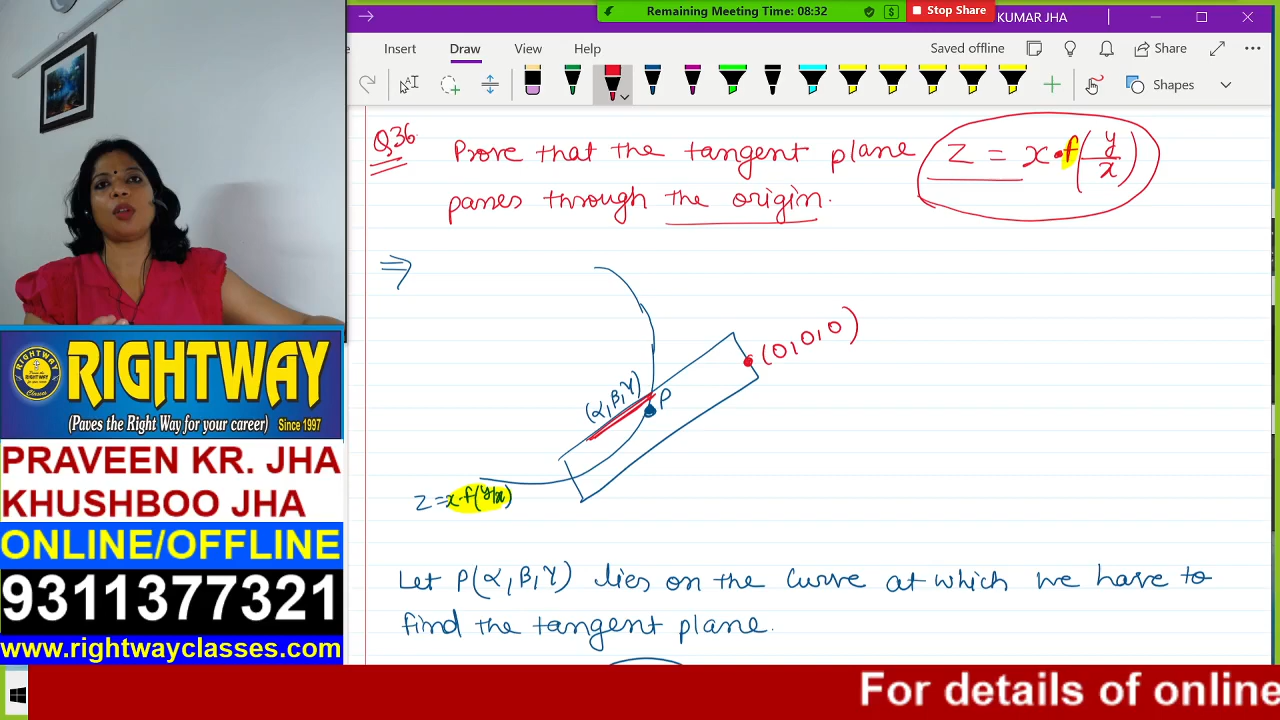 Remaining Meeting Time: 08:32
Stop Share
KUMAR JHA
Insert
Draw
View
Help
Saved offline
Share
Shapes
Q36
Prove that the tangent plane z = x·f(y/x)
passes through the origin.
⇒
(0,0,0)
(α,β,γ)
P
z = x·f(y/x)
Let P(α,β,γ) lies on the curve at which we have to
find the tangent plane.
RIGHTWAY
(Paves the Right Way for your career)
Since 1997
PRAVEEN KR. JHA
KHUSHBOO JHA
ONLINE/OFFLINE
9311377321
www.rightwayclasses.com
For details of online